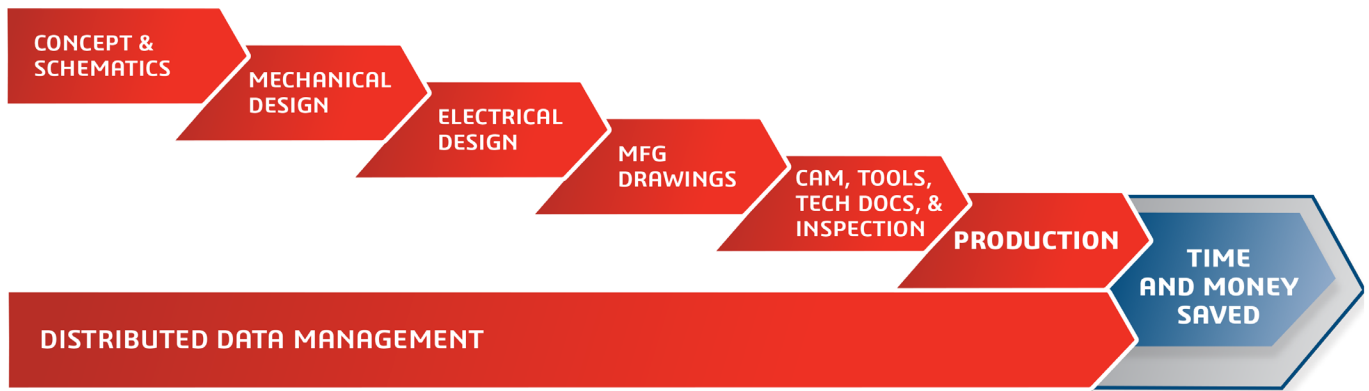 CONCEPT &
SCHEMATICS
MECHANICAL
DESIGN
ELECTRICAL
DESIGN
MFG
DRAWINGS
CAM, TOOLS,
TECH DOCS, &
INSPECTION
PRODUCTION
TIME
AND MONEY
SAVED
DISTRIBUTED DATA MANAGEMENT